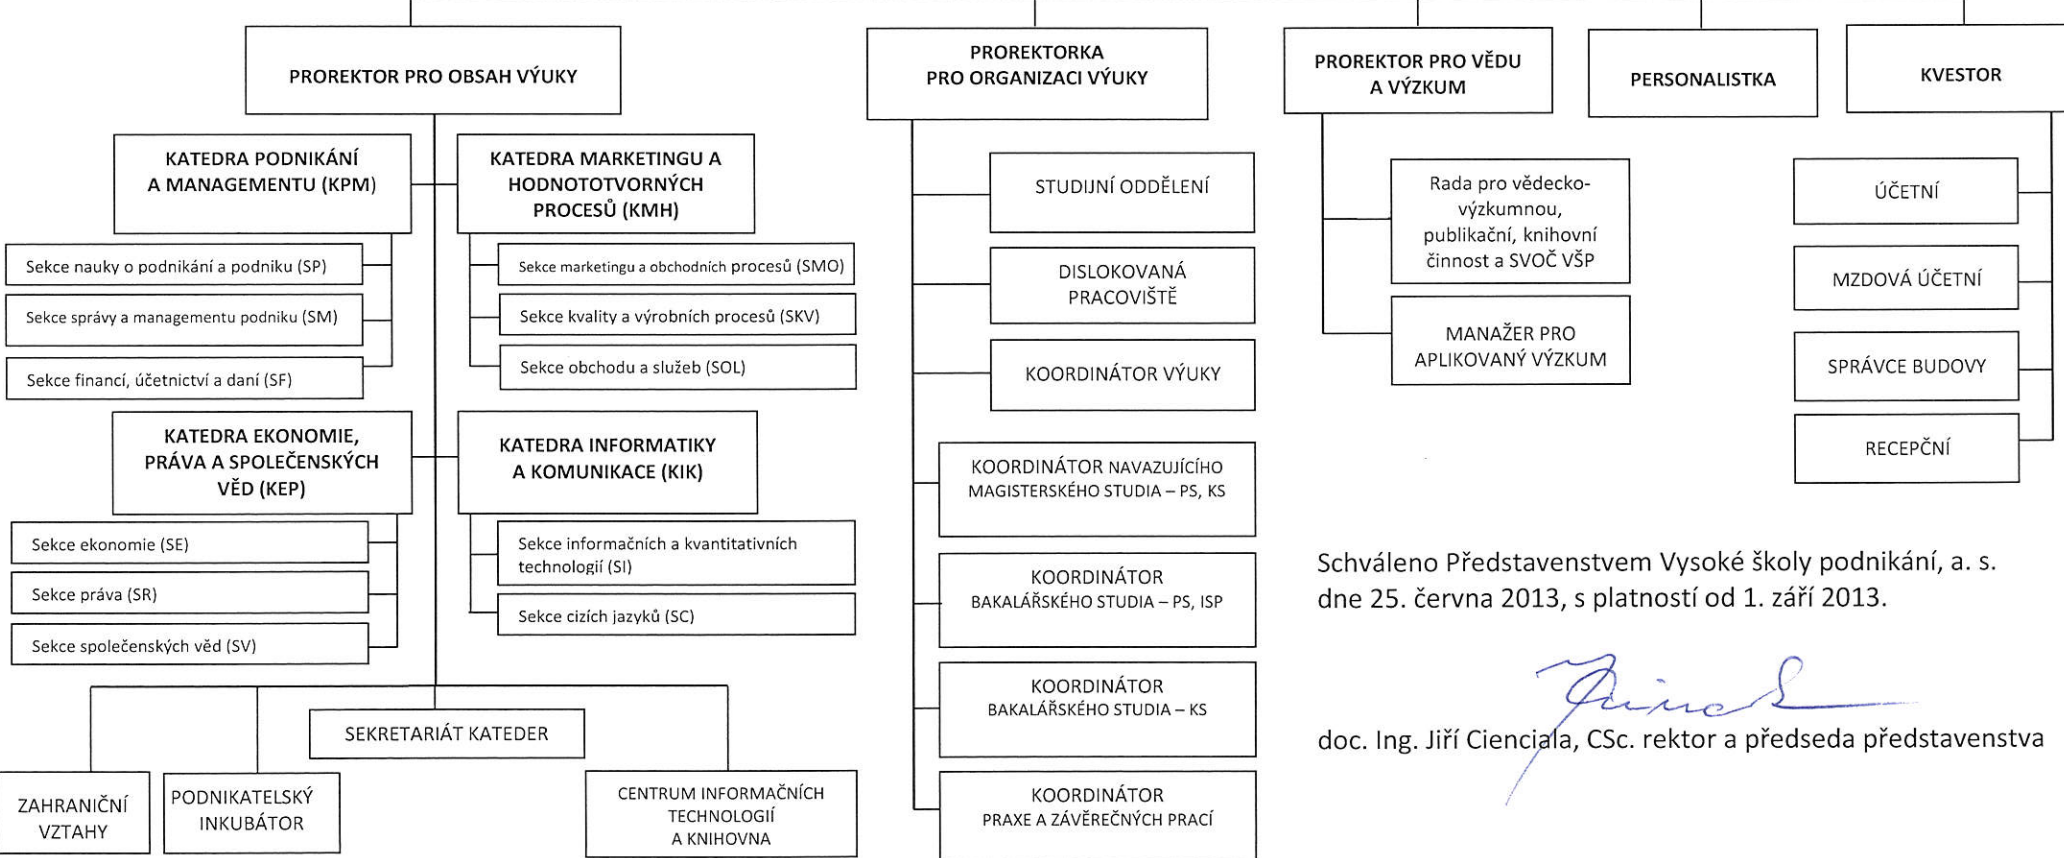 PROREKTOR PRO OBSAH VÝUKY
KATEDRA PODNIKÁNÍ
A MANAGEMENTU (KPM)
Sekce nauky o podnikání a podniku (SP)
Sekce správy a managementu podniku (SM)
Sekce financí, účetnictví a daní (SF)
KATEDRA MARKETINGU A
HODNOTOTVORNÝCH
PROCESŮ (KMH)
Sekce marketingu a obchodních procesů (SMO)
Sekce kvality a výrobních procesů (SKV)
Sekce obchodu a služeb (SOL)
KATEDRA EKONOMIE,
PRÁVA A SPOLEČENSKÝCH
VĚD (KEP)
Sekce ekonomie (SE)
Sekce práva (SR)
Sekce společenských věd (SV)
KATEDRA INFORMATIKY
A KOMUNIKACE (KIK)
Sekce informačních a kvantitativních
technologií (SI)
Sekce cizích jazyků (SC)
SEKRETARIÁT KATEDER
ZAHRANIČNÍ
VZTAHY
PODNIKATELSKÝ
INKUBÁTOR
CENTRUM INFORMAČNÍCH
TECHNOLOGIÍ
A KNIHOVNA
PROREKTORKA
PRO ORGANIZACI VÝUKY
STUDIJNÍ ODDĚLENÍ
DISLOKOVANÁ
PRACOVIŠTĚ
KOORDINÁTOR VÝUKY
KOORDINÁTOR NAVAZUJÍCÍHO
MAGISTERSKÉHO STUDIA – PS, KS
KOORDINÁTOR
BAKALÁŘSKÉHO STUDIA – PS, ISP
KOORDINÁTOR
BAKALÁŘSKÉHO STUDIA – KS
KOORDINÁTOR
PRAXE A ZÁVĚREČNÝCH PRACÍ
PROREKTOR PRO VĚDU
A VÝZKUM
Rada pro vědecko-
výzkumnou,
publikační, knihovní
činnost a SVOČ VŠP
MANAŽER PRO
APLIKOVANÝ VÝZKUM
PERSONALISTKA
KVESTOR
ÚČETNÍ
MZDOVÁ ÚČETNÍ
SPRÁVCE BUDOVY
RECEPČNÍ
Schváleno Představenstvem Vysoké školy podnikání, a. s.
dne 25. června 2013, s platností od 1. září 2013.
doc. Ing. Jiří Cienciala, CSc. rektor a předseda představenstva